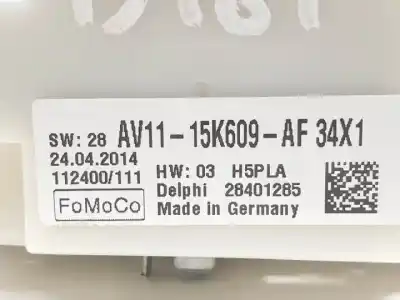 SW: 28 AV11-15K609-AF 34X1
24.04.2014
112400/111
HW: 03 H5PLA
Delphi 28401285
FoMoCo
Made in Germany